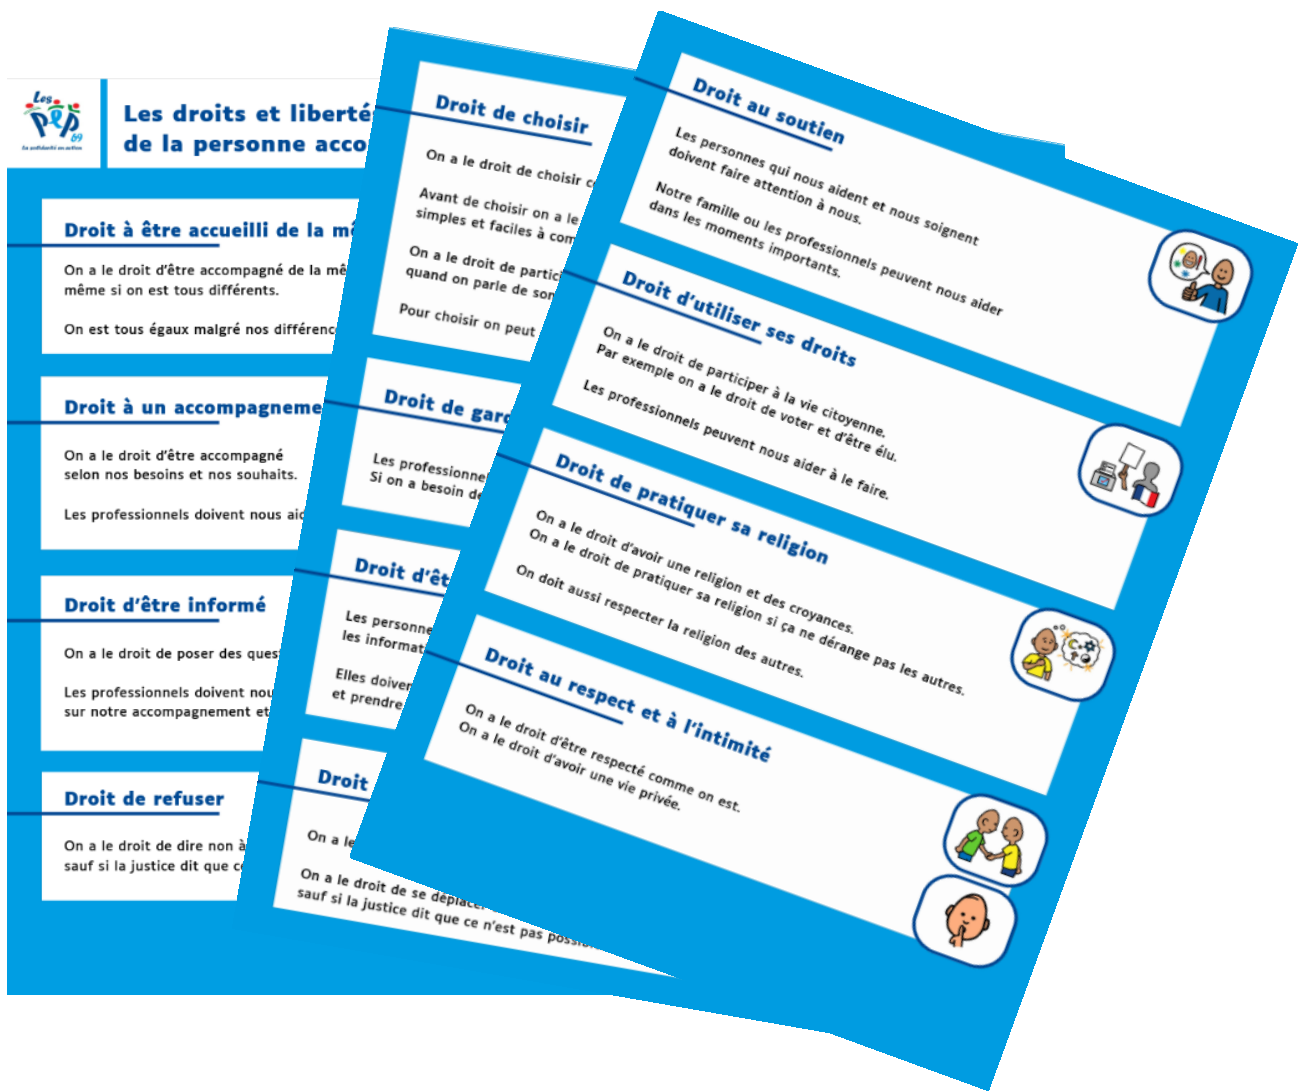 Les
PEP
69
La solidarité en action
Les droits et liberté
de la personne acco
Droit à être accueilli de la mê
On a le droit d'être accompagné de la mê
même si on est tous différents.
On est tous égaux malgré nos différenc
Droit à un accompagneme
On a le droit d'être accompagné
selon nos besoins et nos souhaits.
Les professionnels doivent nous aid
Droit d'être informé
On a le droit de poser des ques
Les professionnels doivent nou
sur notre accompagnement et
Droit de refuser
On a le droit de dire non à
sauf si la justice dit que c
Droit de choisir
On a le droit de choisir c
Avant de choisir on a le
simples et faciles à com
On a le droit de partici
quand on parle de son
Pour choisir on peut
Droit de gard
Les professionne
Si on a besoin de
Droit d'êt
Les personne
les informat
Elles doiven
et prendre
Droit
On a le
On a le droit de se déplacer
sauf si la justice dit que ce n'est pas possib
Droit au soutien
Les personnes qui nous aident et nous soignent
doivent faire attention à nous.
Notre famille ou les professionnels peuvent nous aider
dans les moments importants.
Droit d'utiliser ses droits
On a le droit de participer à la vie citoyenne.
Par exemple on a le droit de voter et d'être élu.
Les professionnels peuvent nous aider à le faire.
Droit de pratiquer sa religion
On a le droit d'avoir une religion et des croyances.
On a le droit de pratiquer sa religion si ça ne dérange pas les autres.
On doit aussi respecter la religion des autres.
Droit au respect et à l'intimité
On a le droit d'être respecté comme on est.
On a le droit d'avoir une vie privée.